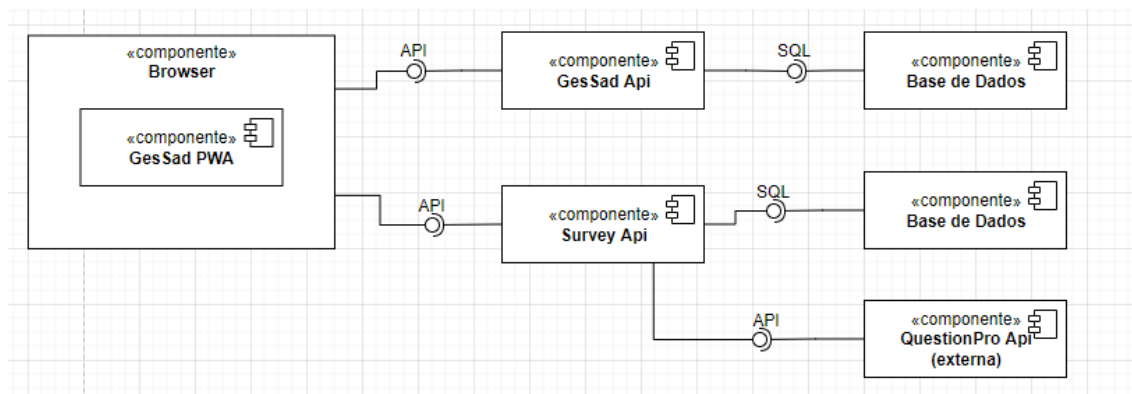 «componente»
Browser
«componente»
GesSad PWA
API
«componente»
GesSad Api
SQL
«componente»
Base de Dados
API
«componente»
Survey Api
SQL
«componente»
Base de Dados
API
«componente»
QuestionPro Api
(externa)